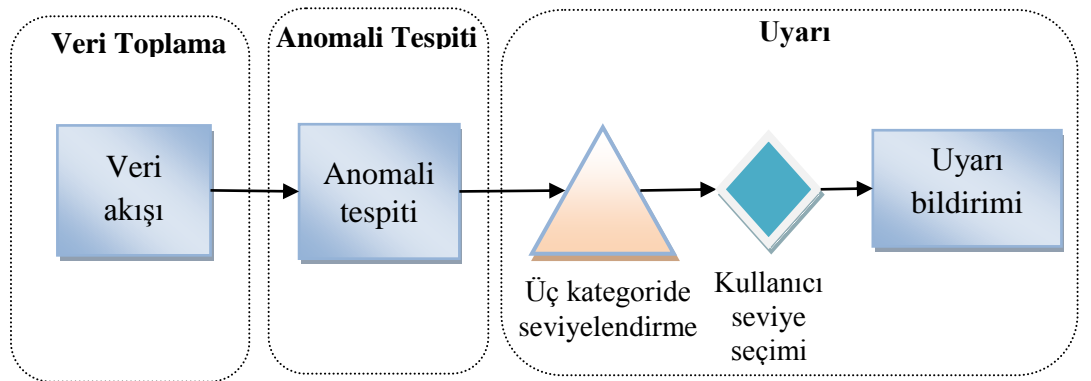 Veri Toplama
Anomali Tespiti
Uyarı
Veri
akışı
Anomali
tespiti
Üç kategoride
seviyelendirme
Kullanıcı
seviye
seçimi
Uyarı
bildirimi